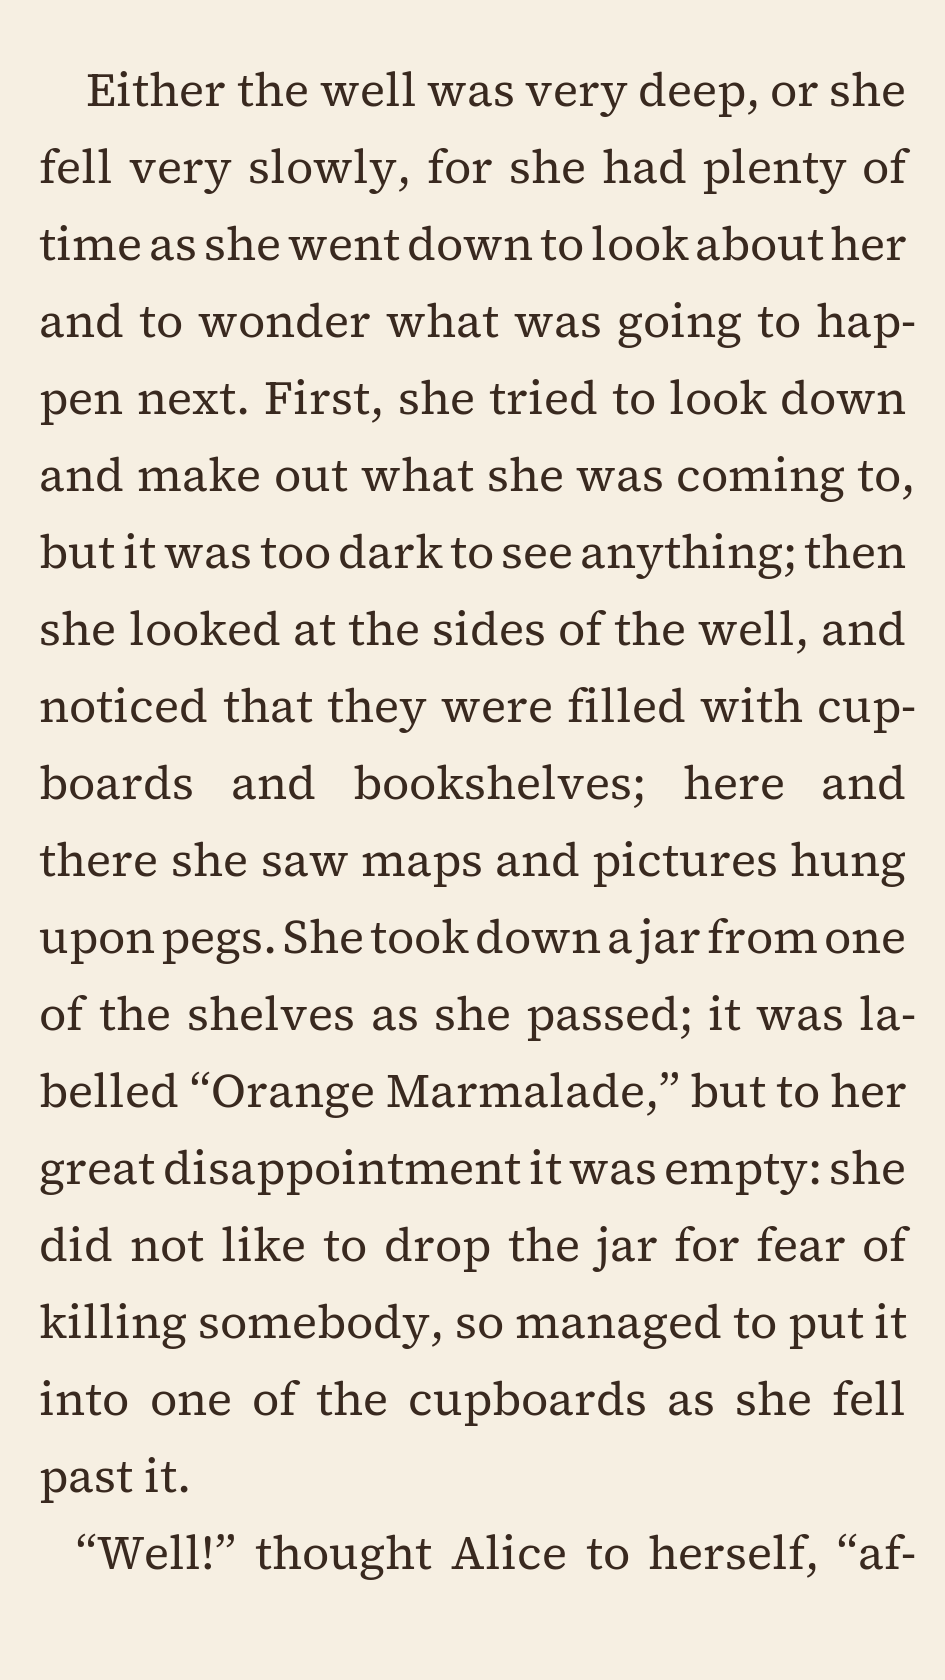 Either the well was very deep, or she
fell very slowly, for she had plenty of
time as she went down to look about her
and to wonder what was going to hap-
pen next. First, she tried to look down
and make out what she was coming to,
but it was too dark to see anything; then
she looked at the sides of the well, and
noticed that they were filled with cup-
boards and bookshelves; here and
there she saw maps and pictures hung
upon pegs. She took down a jar from one
of the shelves as she passed; it was la-
belled “Orange Marmalade,” but to her
great disappointment it was empty: she
did not like to drop the jar for fear of
killing somebody, so managed to put it
into one of the cupboards as she fell
past it.
“Well!” thought Alice to herself, “af-